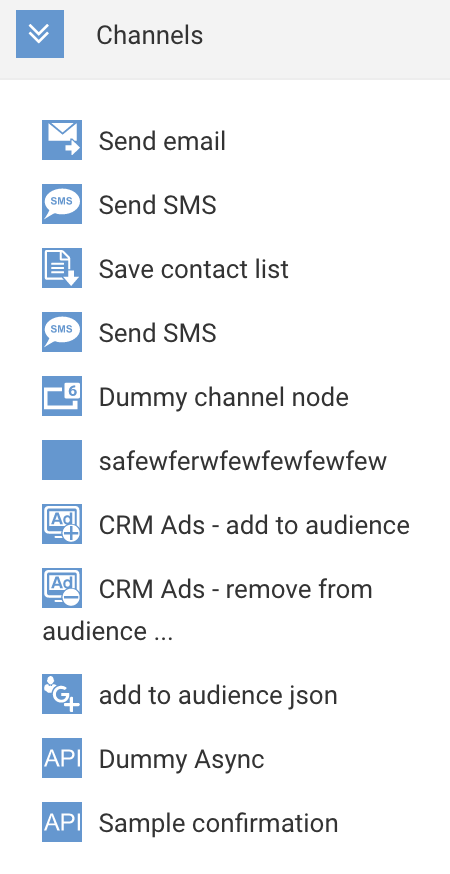 Channels
Send email
SMS Send SMS
Save contact list
SMS Send SMS
6 Dummy channel node
safewferwfewfewfewfew
Ad CRM Ads - add to audience
Ad CRM Ads - remove from
audience ...
G+ add to audience json
API Dummy Async
API Sample confirmation